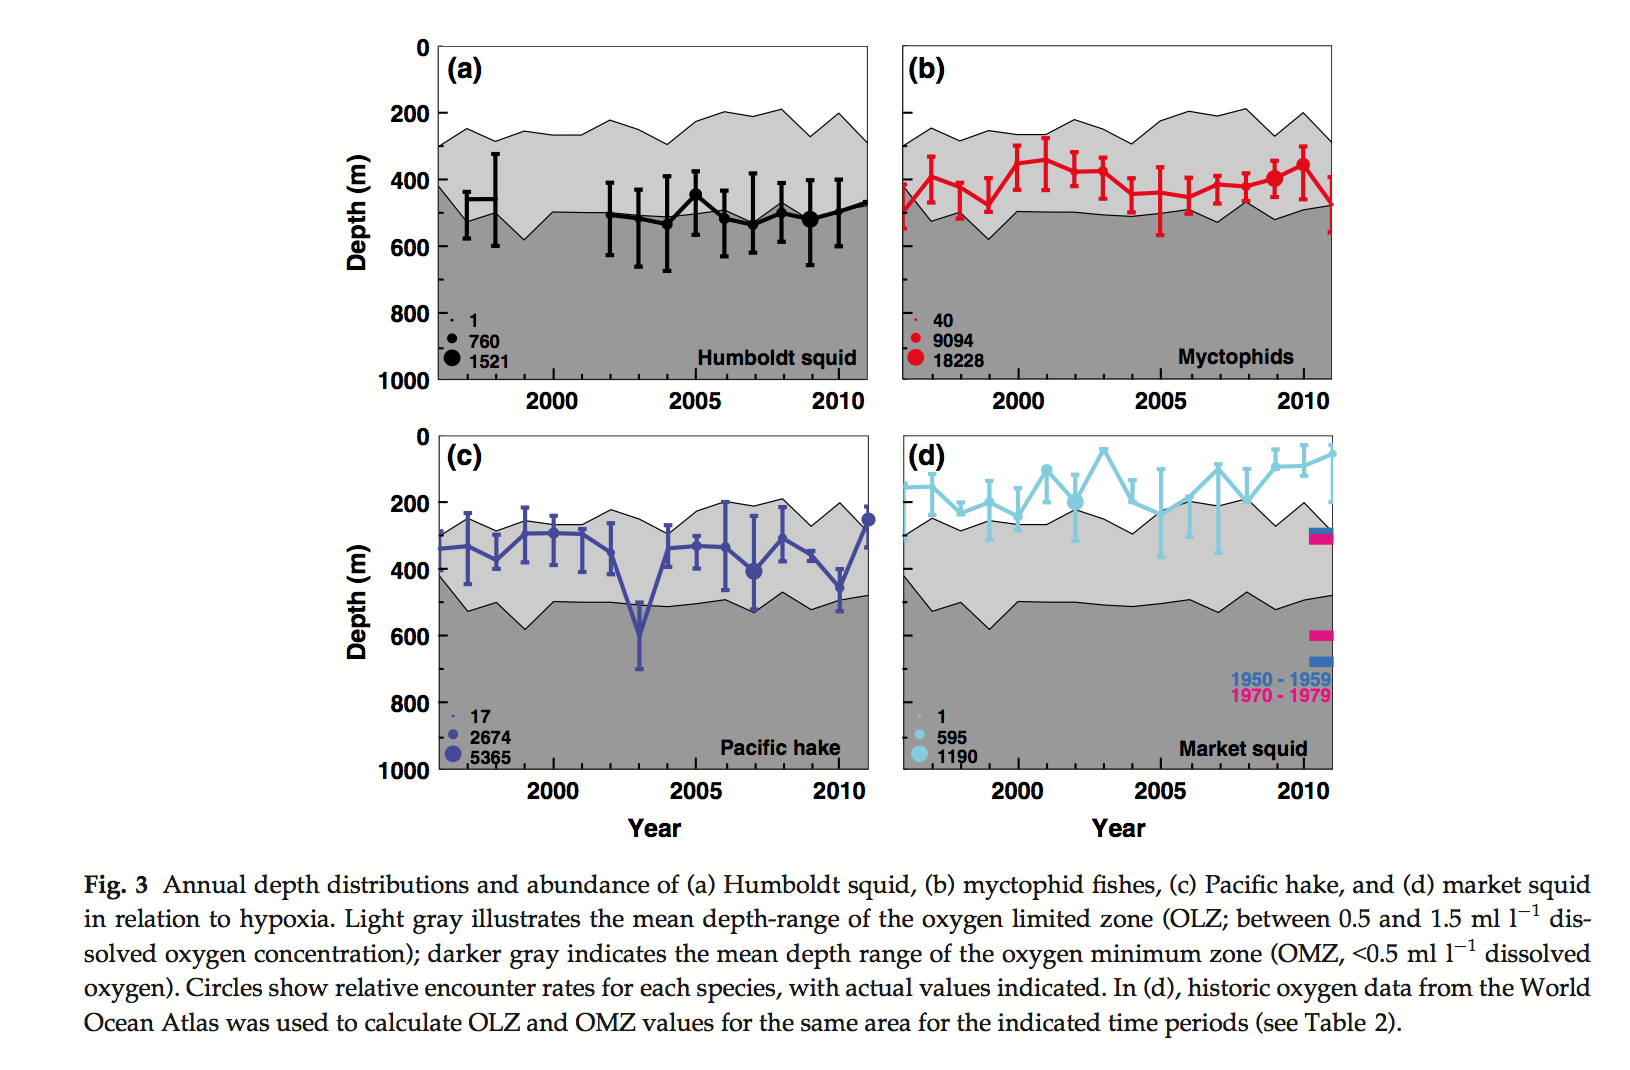 (a)
0
200
400
600
800
1000
Depth (m)
1
760
1521
Humboldt squid
2000 2005 2010
(b)
40
9094
18228
Myctophids
2000 2005 2010
(c)
0
200
400
600
800
1000
Depth (m)
17
2674
5365
Pacific hake
2000 2005 2010
Year
(d)
1950 - 1959
1970 - 1979
1
595
1190
Market squid
2000 2005 2010
Year
Fig. 3 Annual depth distributions and abundance of (a) Humboldt squid, (b) myctophid fishes, (c) Pacific hake, and (d) market squid
in relation to hypoxia. Light gray illustrates the mean depth-range of the oxygen limited zone (OLZ; between 0.5 and 1.5 ml l⁻¹ dis-
solved oxygen concentration); darker gray indicates the mean depth range of the oxygen minimum zone (OMZ, <0.5 ml l⁻¹ dissolved
oxygen). Circles show relative encounter rates for each species, with actual values indicated. In (d), historic oxygen data from the World
Ocean Atlas was used to calculate OLZ and OMZ values for the same area for the indicated time periods (see Table 2).